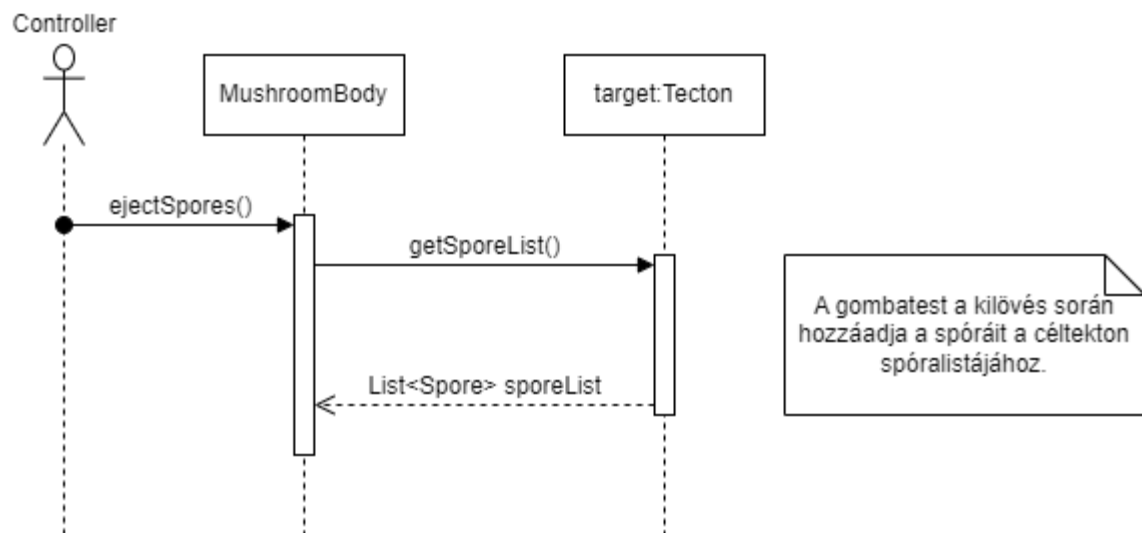 Controller
MushroomBody
target:Tecton
ejectSpores()
getSporeList()
A gombatest a kilövés során
hozzáadja a spóráit a céltekton
spóralistájához.
List<Spore> sporeList